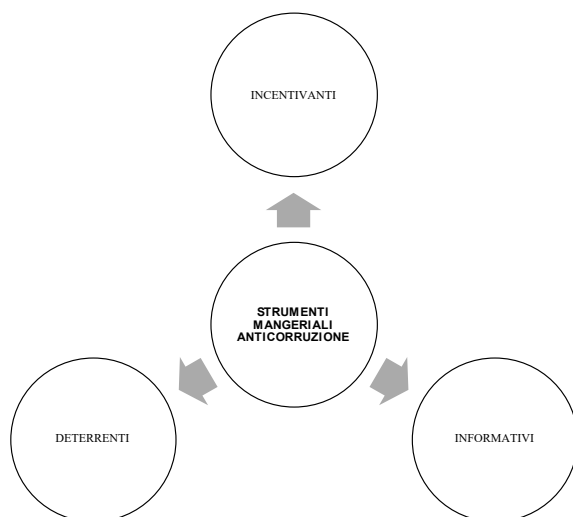 INCENTIVANTI
STRUMENTI
MANGERIALI
ANTICORRUZIONE
DETERRENTI
INFORMATIVI